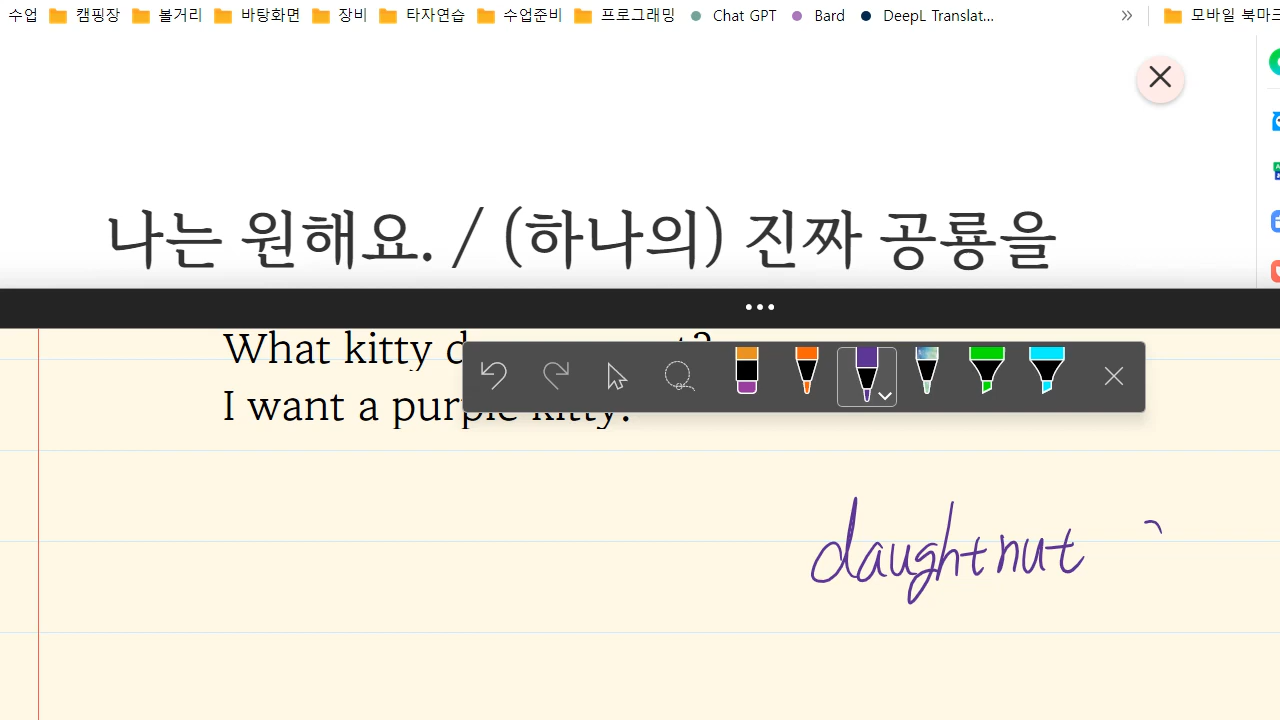 수업 캠핑장 볼거리 바탕화면 장비 타자연습 수업준비 프로그래밍 Chat GPT Bard DeepL Translat... » 모바일 북마크
나는 원해요. / (하나의) 진짜 공룡을
What kitty
I want a purple kitty.
daughtnut